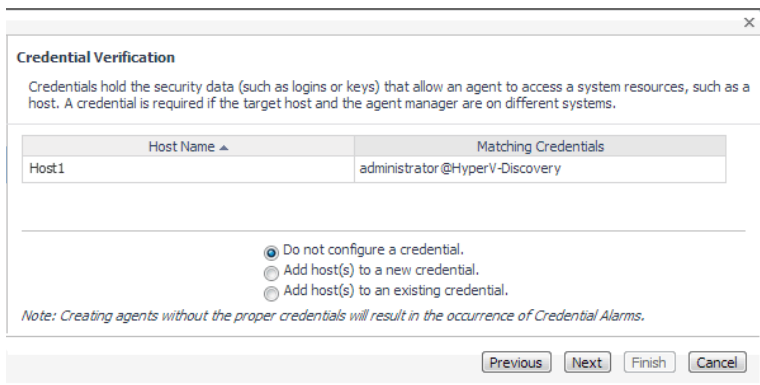 Credential Verification
Credentials hold the security data (such as logins or keys) that allow an agent to access a system resources, such as a
host. A credential is required if the target host and the agent manager are on different systems.
Host Name Matching Credentials
Host1 administrator@HyperV-Discovery
Do not configure a credential.
Add host(s) to a new credential.
Add host(s) to an existing credential.
Note: Creating agents without the proper credentials will result in the occurrence of Credential Alarms.
Previous Next Finish Cancel